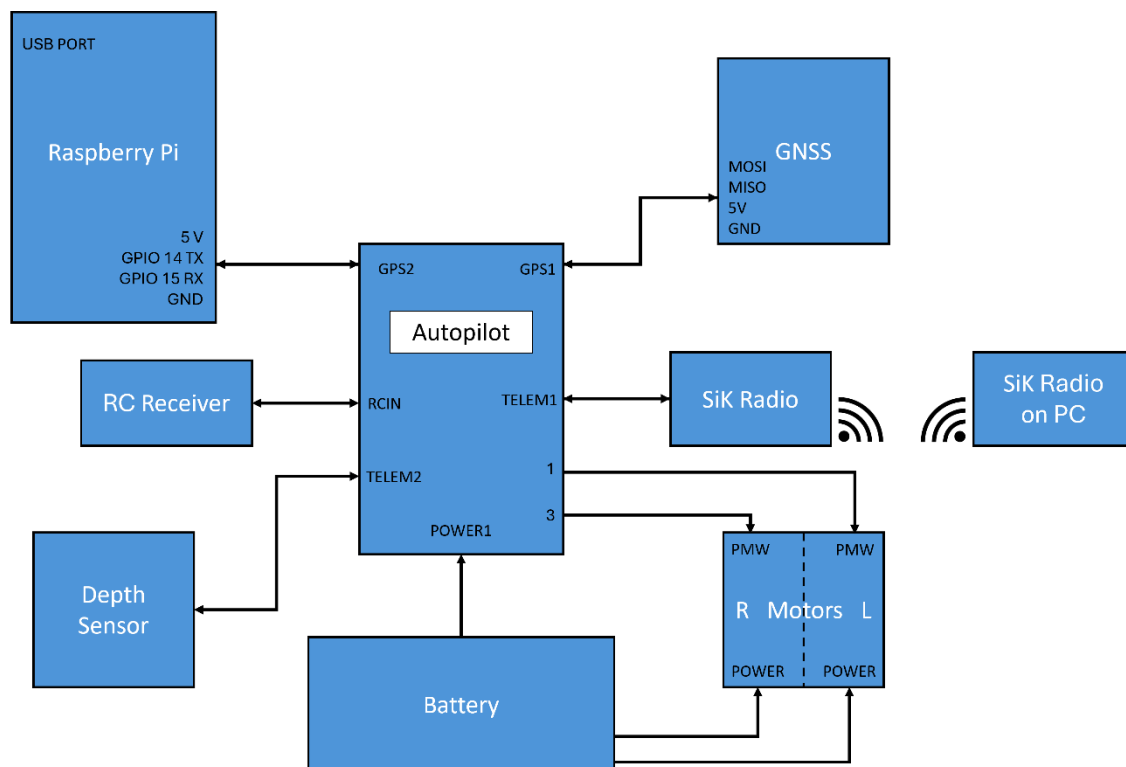 USB PORT
Raspberry Pi
5 V
GPIO 14 TX
GPIO 15 RX
GND
GNSS
MOSI
MISO
5V
GND
GPS2
GPS1
Autopilot
RC Receiver
RCIN
TELEM1
SiK Radio
SiK Radio
on PC
TELEM2
1
3
POWER1
PMW
PMW
R Motors L
POWER
POWER
Depth
Sensor
Battery